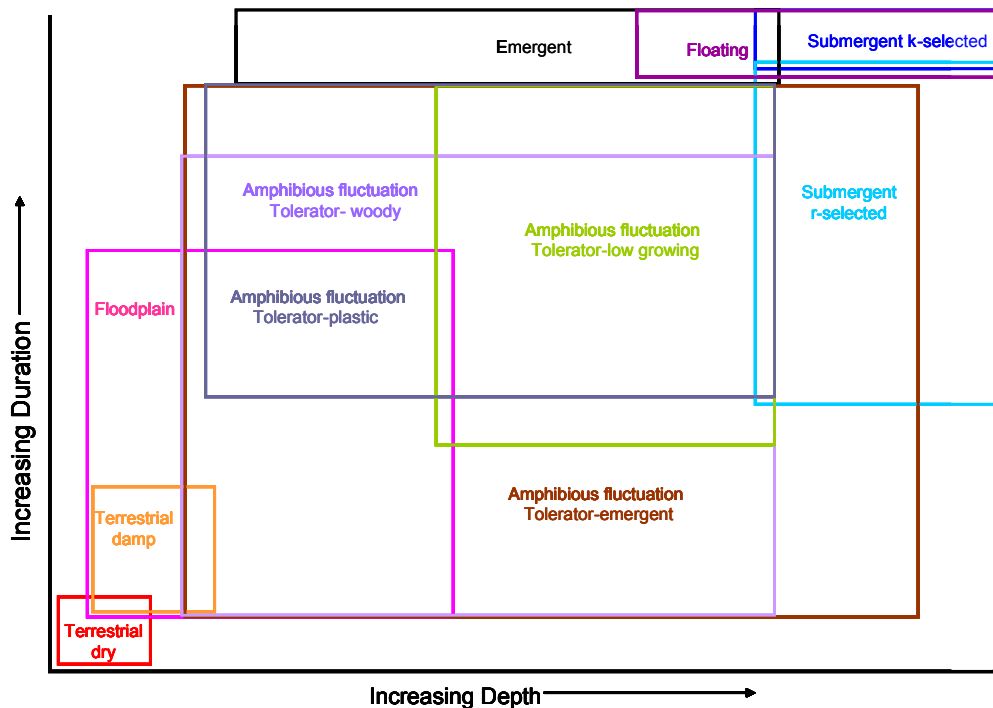 Emergent
Floating
Submergent k-selected
Amphibious fluctuation
Tolerator- woody
Submergent
r-selected
Amphibious fluctuation
Tolerator-low growing
Floodplain
Amphibious fluctuation
Tolerator-plastic
Increasing Duration
Terrestrial
damp
Amphibious fluctuation
Tolerator-emergent
Terrestrial
dry
Increasing Depth